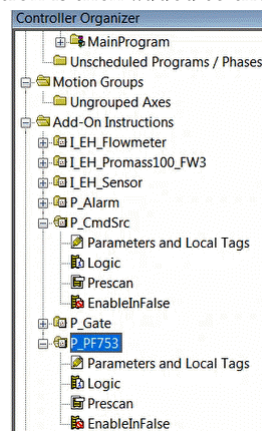 Controller Organizer
MainProgram
Unscheduled Programs / Phases
Motion Groups
Ungrouped Axes
Add-On Instructions
I_EH_Flowmeter
I_EH_Promass100_FW3
I_EH_Sensor
P_Alarm
P_CmdSrc
Parameters and Local Tags
Logic
Prescan
EnableInFalse
P_Gate
P_PF753
Parameters and Local Tags
Logic
Prescan
EnableInFalse